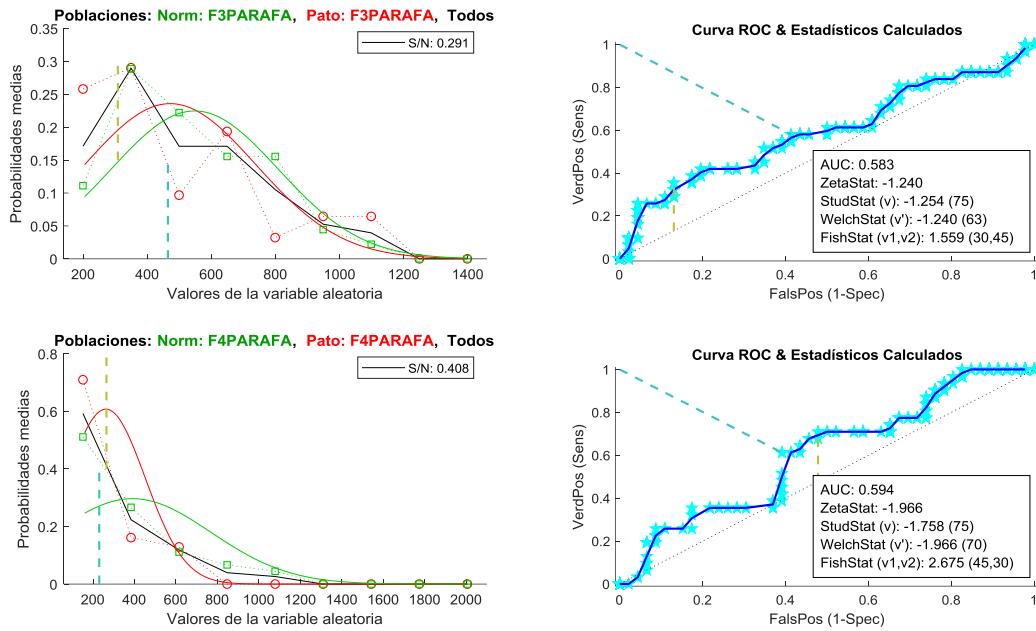 Poblaciones: Norm: F3PARAFA, Pato: F3PARAFA, Todos
S/N: 0.291
0.35
0.3
0.25
0.2
0.15
0.1
0.05
0
Probabilidades medias
200 400 600 800 1000 1200 1400
Valores de la variable aleatoria
Curva ROC & Estadísticos Calculados
1
0.8
0.6
0.4
0.2
0
VerdPos (Sens)
AUC: 0.583
ZetaStat: -1.240
StudStat (v): -1.254 (75)
WelchStat (v'): -1.240 (63)
FishStat (v1,v2): 1.559 (30,45)
0 0.2 0.4 0.6 0.8 1
FalsPos (1-Spec)
Poblaciones: Norm: F4PARAFA, Pato: F4PARAFA, Todos
S/N: 0.408
0.8
0.6
0.4
0.2
0
Probabilidades medias
200 400 600 800 1000 1200 1400 1600 1800 2000
Valores de la variable aleatoria
Curva ROC & Estadísticos Calculados
1
0.8
0.6
0.4
0.2
0
VerdPos (Sens)
AUC: 0.594
ZetaStat: -1.966
StudStat (v): -1.758 (75)
WelchStat (v'): -1.966 (70)
FishStat (v1,v2): 2.675 (45,30)
0 0.2 0.4 0.6 0.8 1
FalsPos (1-Spec)